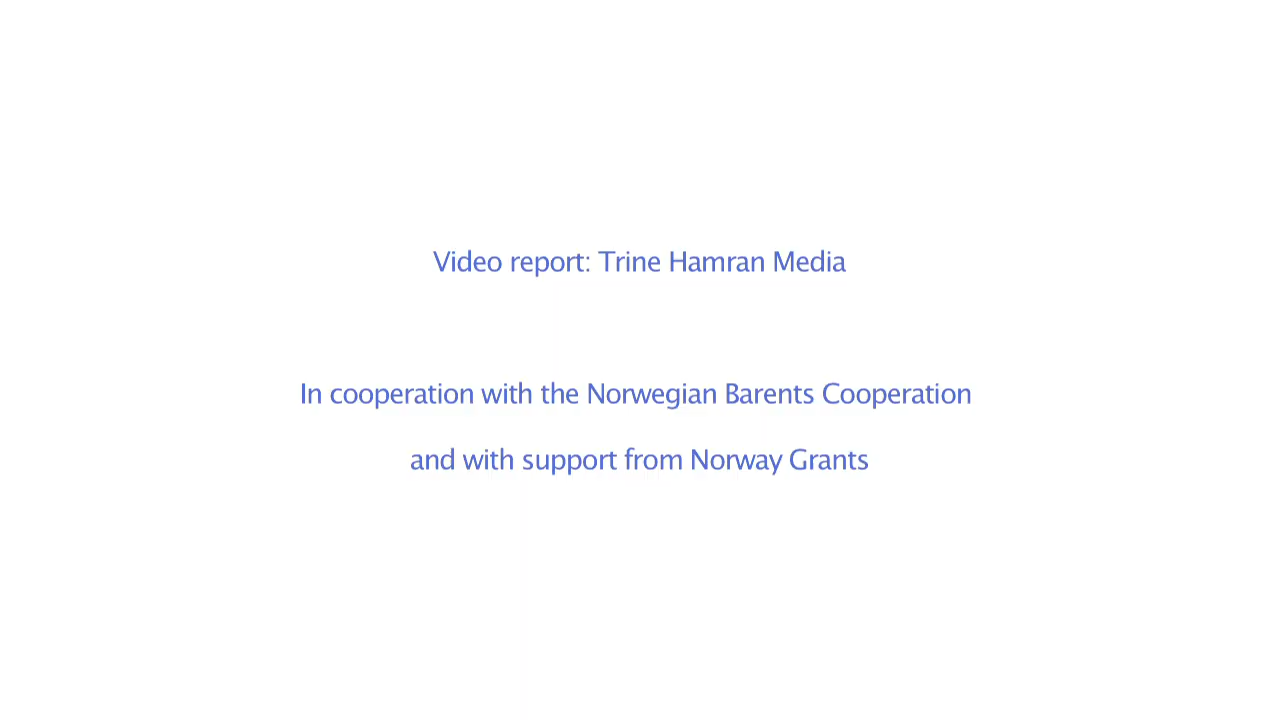 Video report: Trine Hamran Media
In cooperation with the Norwegian Barents Cooperation
and with support from Norway Grants